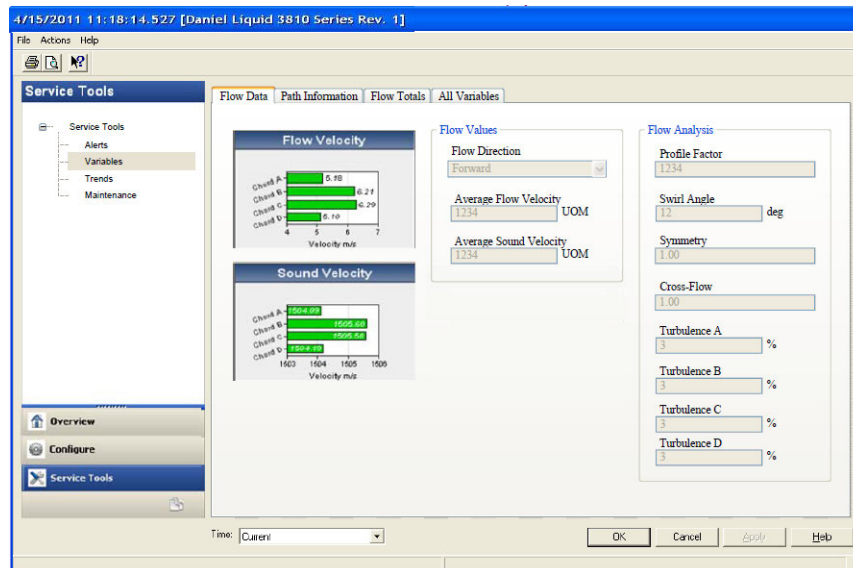 4/15/2011 11:18:14.527 [Daniel Liquid 3810 Series Rev. 1]
File Actions Help
Service Tools
Service Tools
Alerts
Variables
Trends
Maintenance
Overview
Configure
Service Tools
Flow Data Path Information Flow Totals All Variables
Flow Velocity
Chord A 5.18
Chord B 6.21
Chord C 6.29
Chord D 5.10
4 5 6 7
Velocity m/s
Sound Velocity
Chord A 1504.09
Chord B 1505.60
Chord C 1505.58
Chord D 1504.10
1503 1504 1505 1506
Velocity m/s
Flow Values
Flow Direction
Forward
Average Flow Velocity
1234 UOM
Average Sound Velocity
1234 UOM
Flow Analysis
Profile Factor
1234
Swirl Angle
12 deg
Symmetry
1.00
Cross-Flow
1.00
Turbulence A
3 %
Turbulence B
3 %
Turbulence C
3 %
Turbulence D
3 %
Time: Current
OK Cancel Apply Help